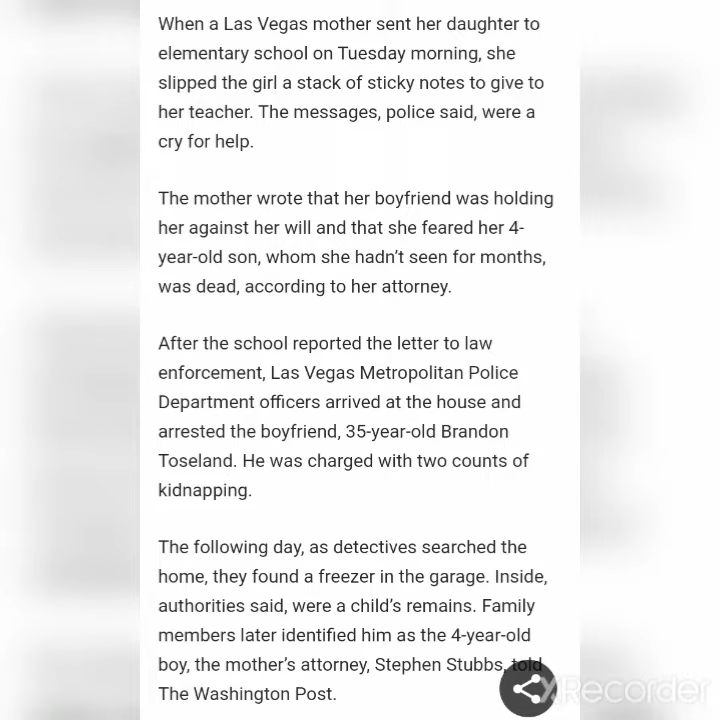 When a Las Vegas mother sent her daughter to
elementary school on Tuesday morning, she
slipped the girl a stack of sticky notes to give to
her teacher. The messages, police said, were a
cry for help.
The mother wrote that her boyfriend was holding
her against her will and that she feared her 4-
year-old son, whom she hadn’t seen for months,
was dead, according to her attorney.
After the school reported the letter to law
enforcement, Las Vegas Metropolitan Police
Department officers arrived at the house and
arrested the boyfriend, 35-year-old Brandon
Toseland. He was charged with two counts of
kidnapping.
The following day, as detectives searched the
home, they found a freezer in the garage. Inside,
authorities said, were a child’s remains. Family
members later identified him as the 4-year-old
boy, the mother’s attorney, Stephen Stubbs, told
The Washington Post.
XRecorder